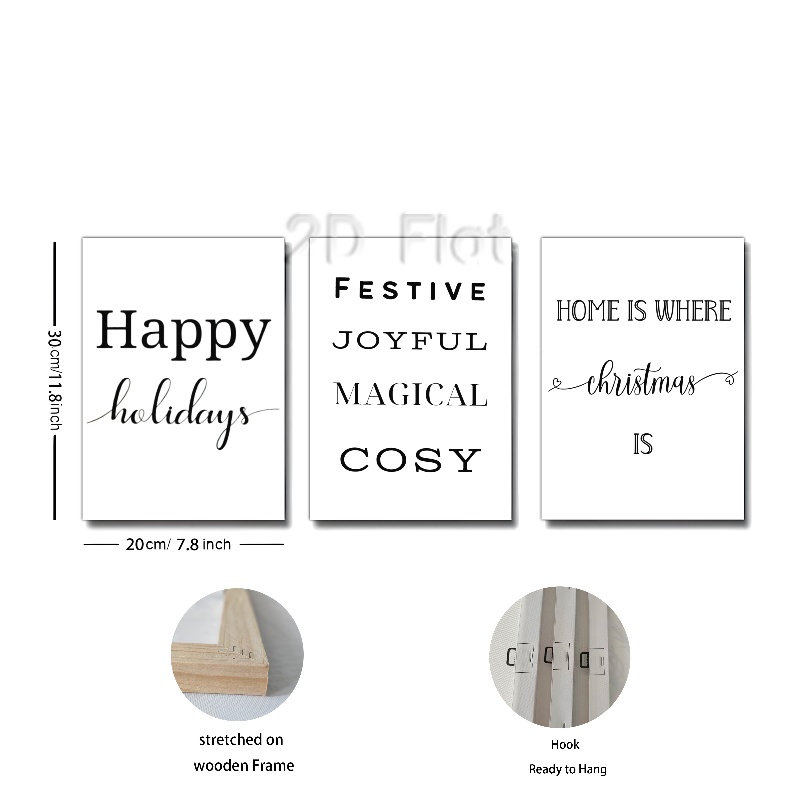 2D Flat
Happy
holidays
FESTIVE
JOYFUL
MAGICAL
COSY
HOME IS WHERE
christmas
IS
30cm/11.8inch
20cm/ 7.8 inch
stretched on
wooden Frame
Hook
Ready to Hang